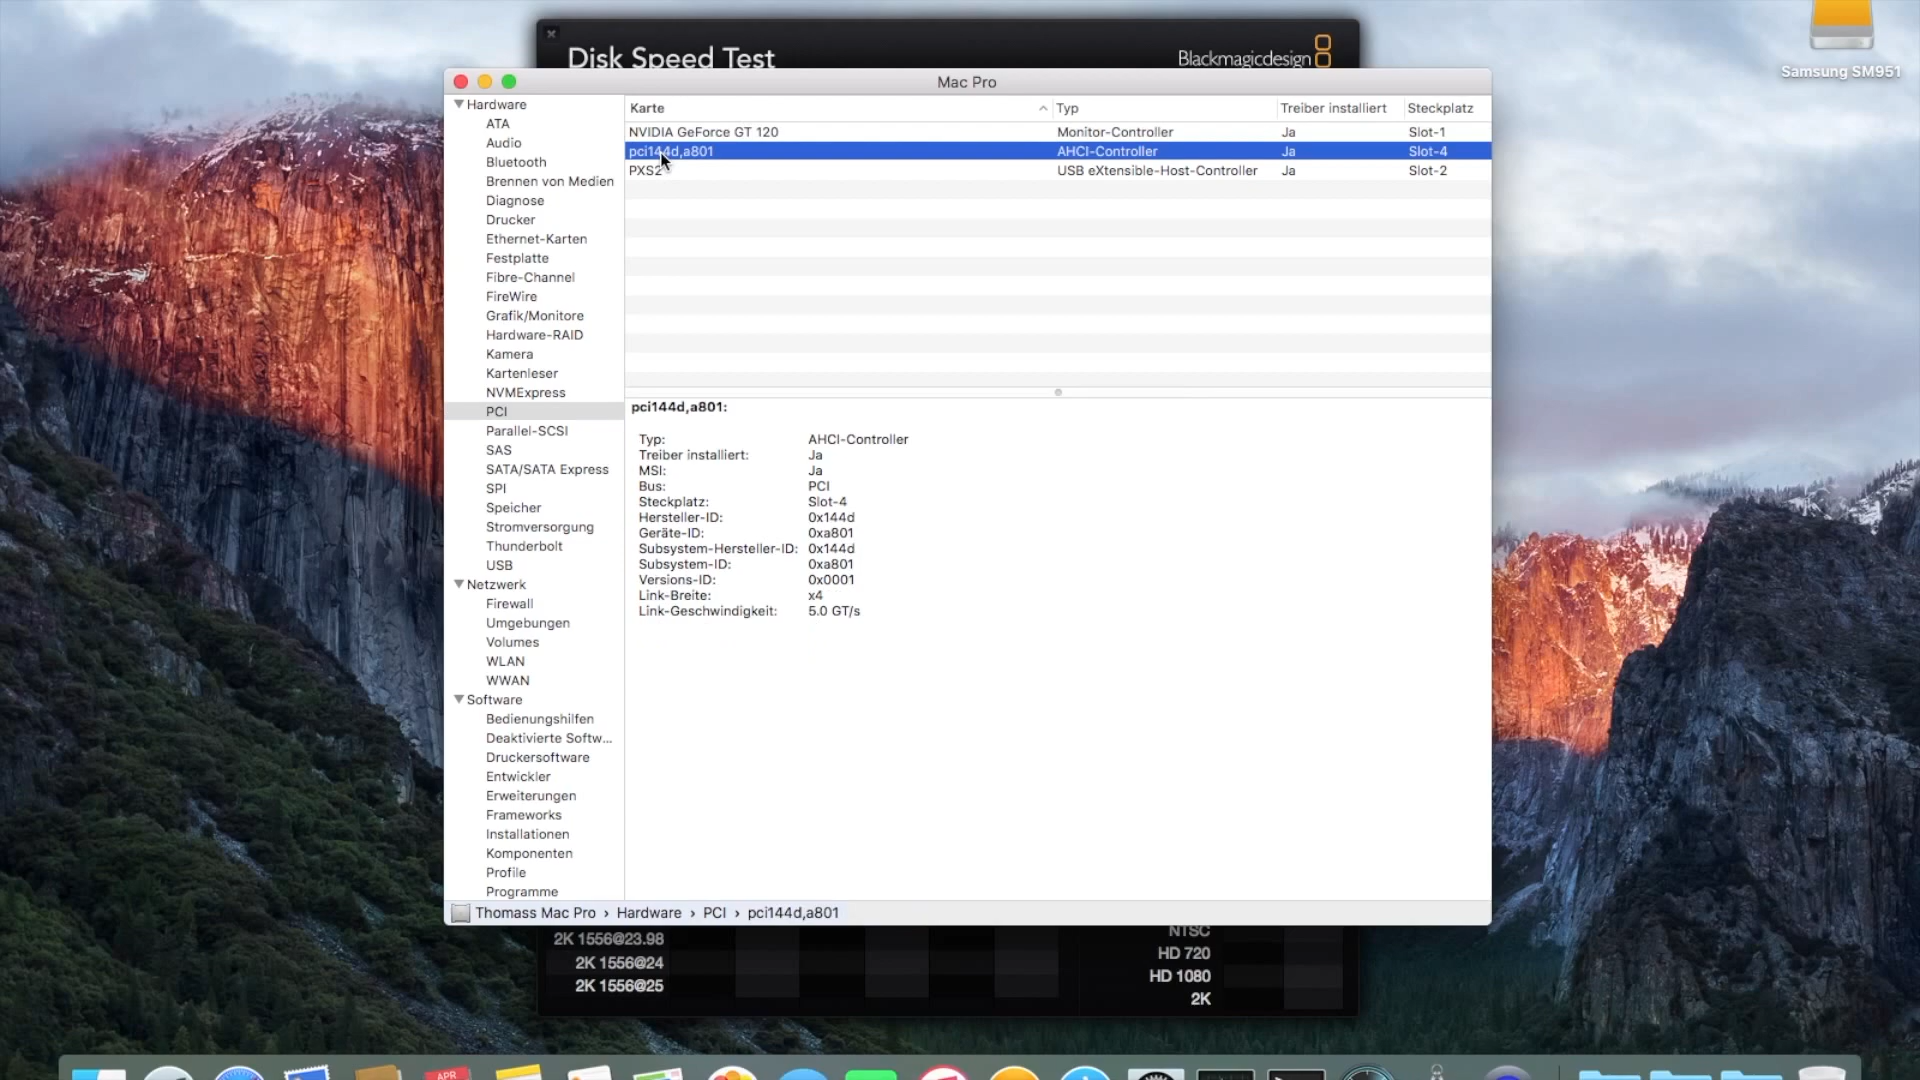 Disk Speed Test
Blackmagicdesign
Samsung SM951
Mac Pro
Hardware
ATA
Audio
Bluetooth
Brennen von Medien
Diagnose
Drucker
Ethernet-Karten
Festplatte
Fibre-Channel
FireWire
Grafik/Monitore
Hardware-RAID
Kamera
Kartenleser
NVMExpress
PCI
Parallel-SCSI
SAS
SATA/SATA Express
SPI
Speicher
Stromversorgung
Thunderbolt
USB
Netzwerk
Firewall
Umgebungen
Volumes
WLAN
WWAN
Software
Bedienungshilfen
Deaktivierte Softw...
Druckersoftware
Entwickler
Erweiterungen
Frameworks
Installationen
Komponenten
Profile
Programme
Karte Typ Treiber installiert Steckplatz
NVIDIA GeForce GT 120 Monitor-Controller Ja Slot-1
pci144d,a801 AHCI-Controller Ja Slot-4
PXS2 USB eXtensible-Host-Controller Ja Slot-2
pci144d,a801:
Typ: AHCI-Controller
Treiber installiert: Ja
MSI: Ja
Bus: PCI
Steckplatz: Slot-4
Hersteller-ID: 0x144d
Geräte-ID: 0xa801
Subsystem-Hersteller-ID: 0x144d
Subsystem-ID: 0xa801
Versions-ID: 0x0001
Link-Breite: x4
Link-Geschwindigkeit: 5.0 GT/s
Thomass Mac Pro › Hardware › PCI › pci144d,a801
2K 1556@23.98
2K 1556@24
2K 1556@25
NTSC
HD 720
HD 1080
2K
APR